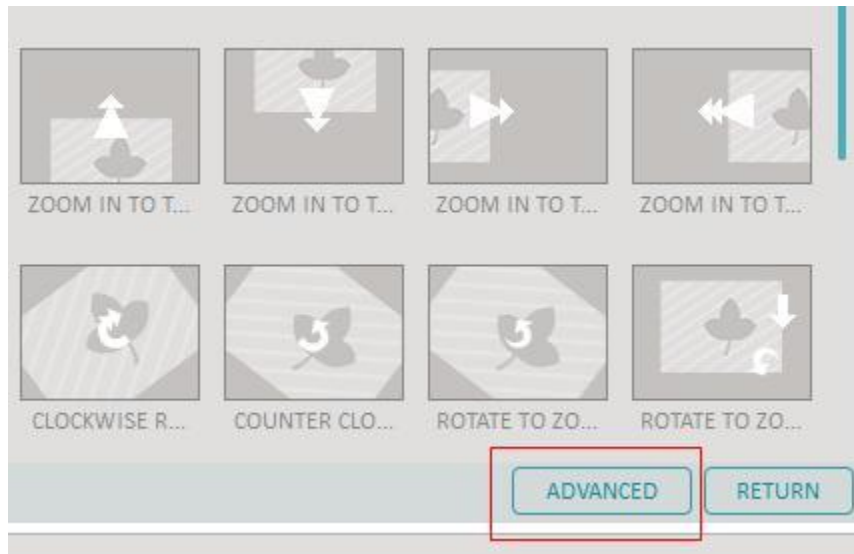 ZOOM IN TO T... ZOOM IN TO T... ZOOM IN TO T... ZOOM IN TO T...
CLOCKWISE R... COUNTER CLO... ROTATE TO ZO... ROTATE TO ZO...
ADVANCED RETURN